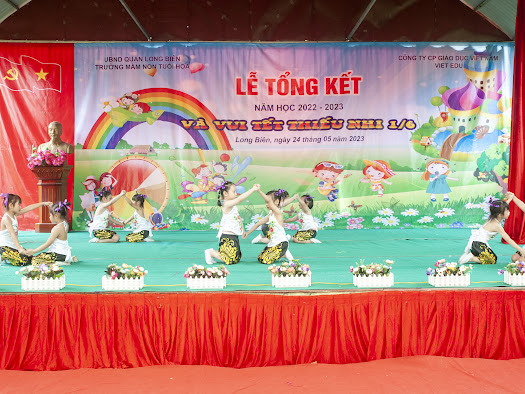 UBND QUẬN LONG BIÊN
TRƯỜNG MẦM NON TUỔI HOA
CÔNG TY CP GIÁO DỤC VIỆT NAM
VIET EDU
LỄ TỔNG KẾT
NĂM HỌC 2022 - 2023
VÀ VUI TẾT THIẾU NHI 1/6
Long Biên, ngày 24 tháng 05 năm 2023